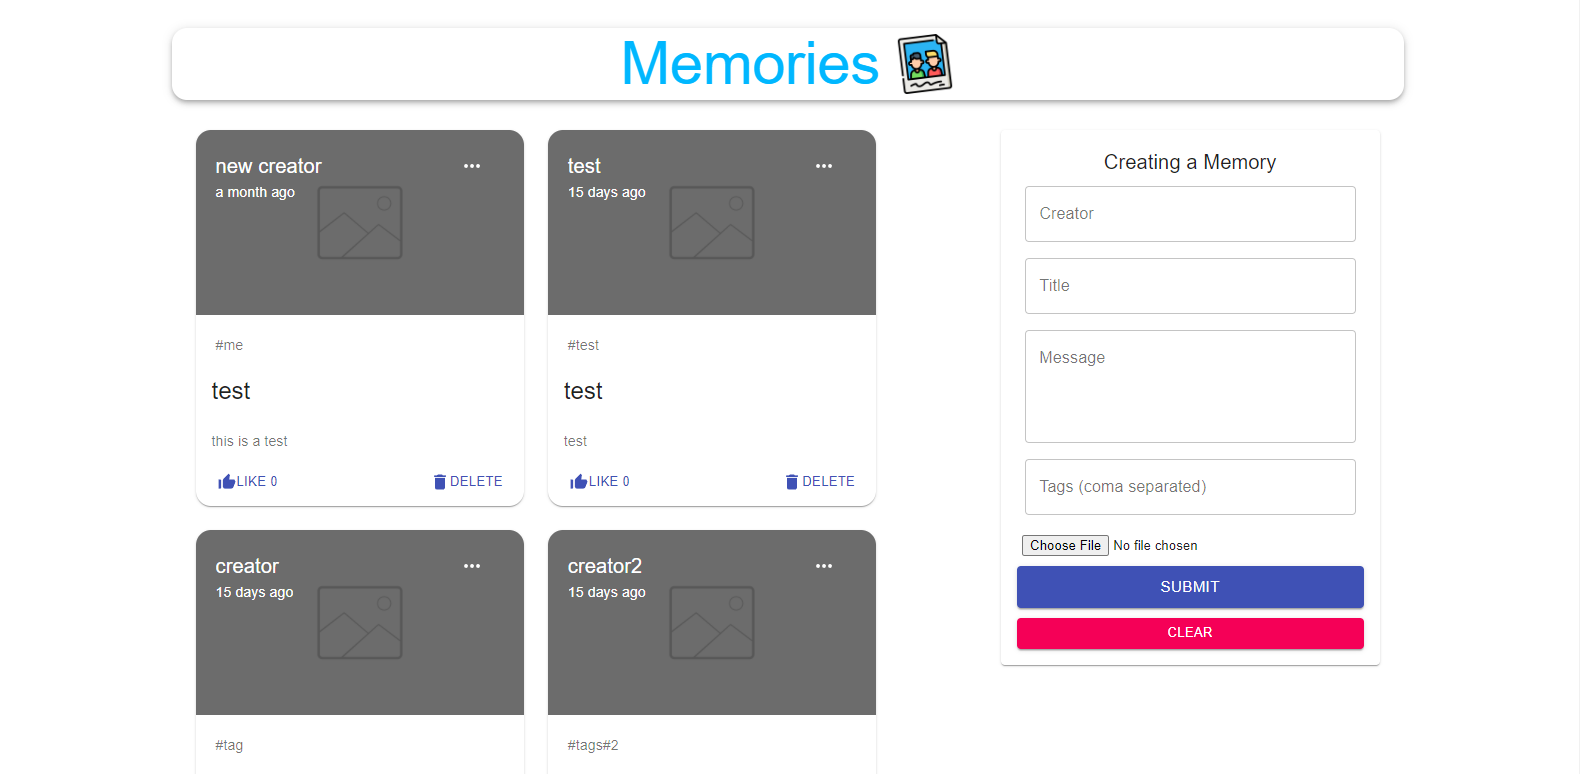 Memories
new creator
a month ago
#me
test
this is a test
LIKE 0
DELETE
test
15 days ago
#test
test
test
LIKE 0
DELETE
creator
15 days ago
#tag
creator2
15 days ago
#tags#2
Creating a Memory
Creator
Title
Message
Tags (coma separated)
Choose File No file chosen
SUBMIT
CLEAR